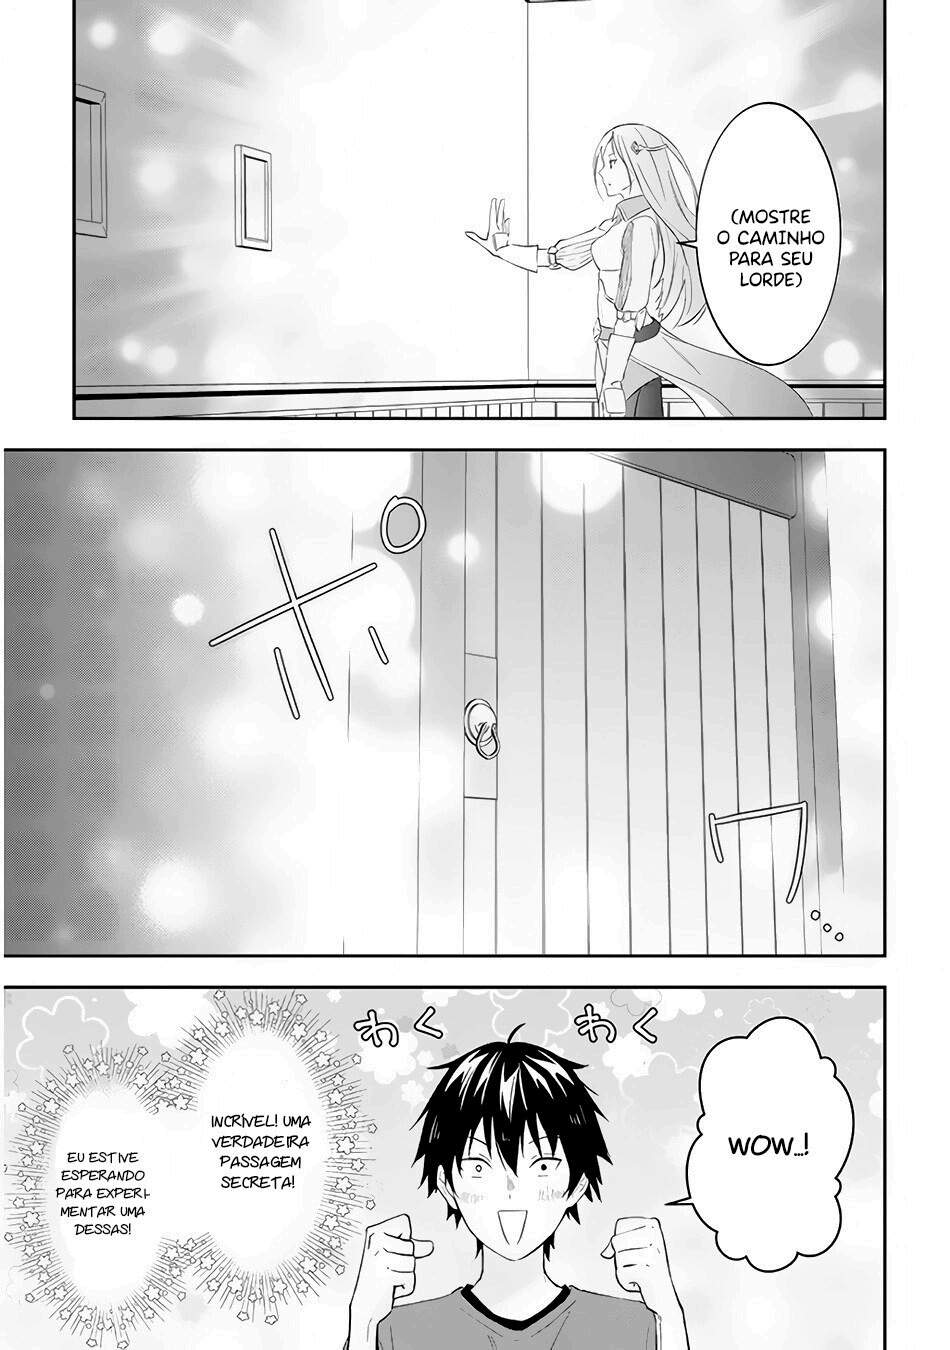 (MOSTRE
O CAMINHO
PARA SEU
LORDE)
ポワ
わく
わく
WOW...!
INCRÍVEL! UMA
VERDADEIRA
PASSAGEM
SECRETA!
EU ESTIVE
ESPERANDO
PARA EXPERI-
MENTAR UMA
DESSAS!